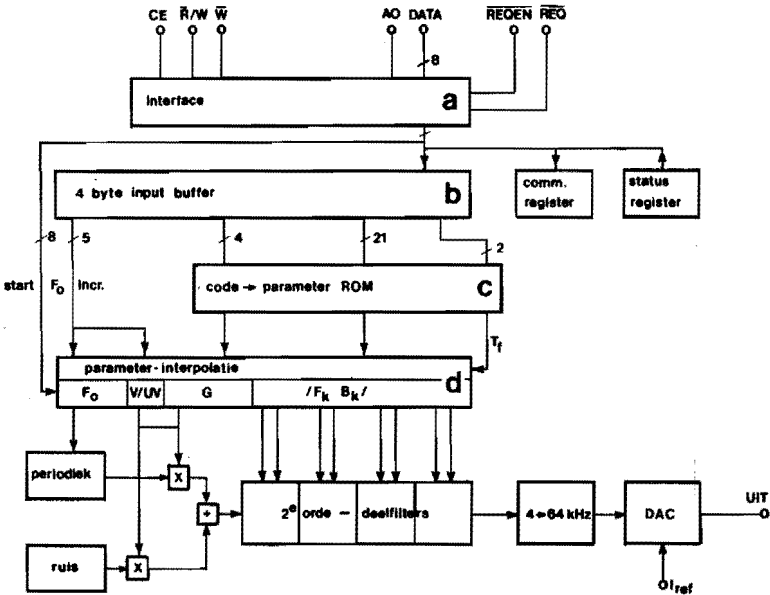 CE R/W W AO DATA REQEN REQ
8
Interface a
4 byte input buffer b
comm. register
status register
8 5 4 21 2
start Fo Incr.
code → parameter ROM c
Tf
parameter-interpolatie d
Fo V/UV G /Fk Bk/
periodiek
X
+
2e orde - deelfilters
4 ← 64 kHz
DAC
UIT
ruis
X
Iref